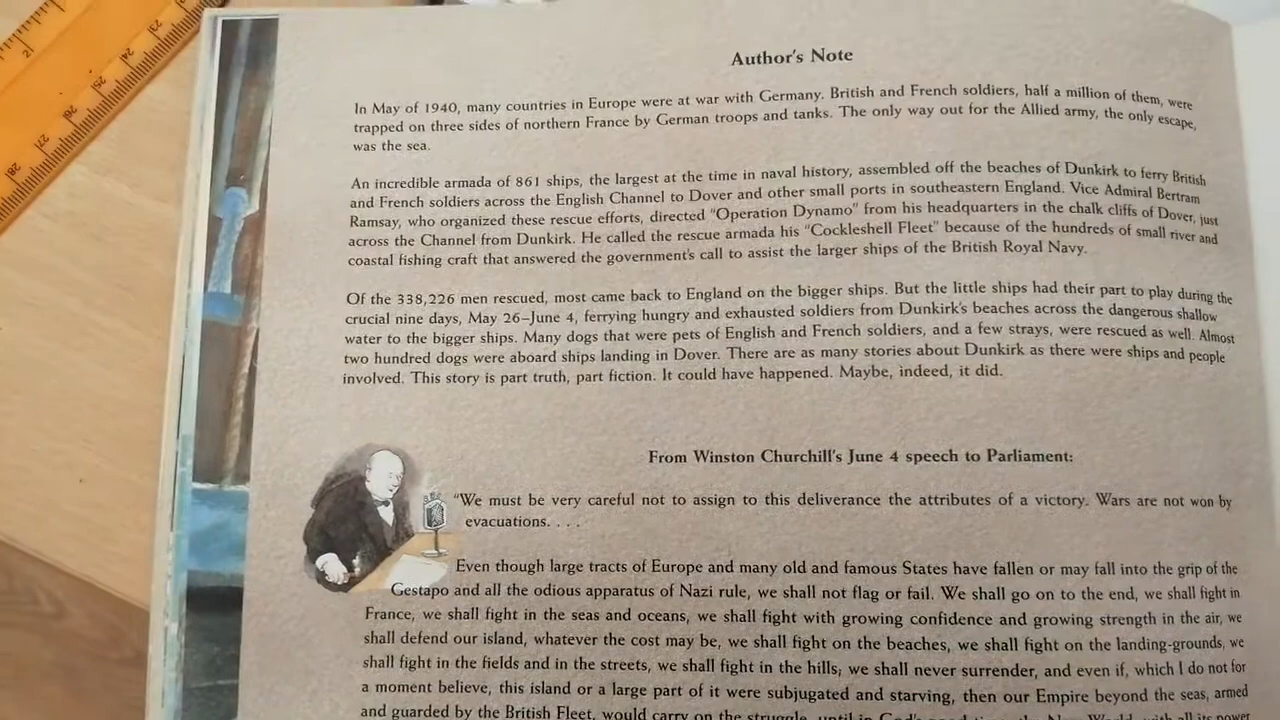 Author's Note
In May of 1940, many countries in Europe were at war with Germany. British and French soldiers, half a million of them, were
trapped on three sides of northern France by German troops and tanks. The only way out for the Allied army, the only escape,
was the sea.
An incredible armada of 861 ships, the largest at the time in naval history, assembled off the beaches of Dunkirk to ferry British
and French soldiers across the English Channel to Dover and other small ports in southeastern England. Vice Admiral Bertram
Ramsay, who organized these rescue efforts, directed "Operation Dynamo" from his headquarters in the chalk cliffs of Dover, just
across the Channel from Dunkirk. He called the rescue armada his "Cockleshell Fleet" because of the hundreds of small river and
coastal fishing craft that answered the government's call to assist the larger ships of the British Royal Navy.
Of the 338,226 men rescued, most came back to England on the bigger ships. But the little ships had their part to play during the
crucial nine days, May 26–June 4, ferrying hungry and exhausted soldiers from Dunkirk's beaches across the dangerous shallow
water to the bigger ships. Many dogs that were pets of English and French soldiers, and a few strays, were rescued as well. Almost
two hundred dogs were aboard ships landing in Dover. There are as many stories about Dunkirk as there were ships and people
involved. This story is part truth, part fiction. It could have happened. Maybe, indeed, it did.
From Winston Churchill's June 4 speech to Parliament:
"We must be very careful not to assign to this deliverance the attributes of a victory. Wars are not won by
evacuations. . . .
Even though large tracts of Europe and many old and famous States have fallen or may fall into the grip of the
Gestapo and all the odious apparatus of Nazi rule, we shall not flag or fail. We shall go on to the end, we shall fight in
France, we shall fight in the seas and oceans, we shall fight with growing confidence and growing strength in the air, we
shall defend our island, whatever the cost may be, we shall fight on the beaches, we shall fight on the landing-grounds, we
shall fight in the fields and in the streets, we shall fight in the hills; we shall never surrender, and even if, which I do not for
a moment believe, this island or a large part of it were subjugated and starving, then our Empire beyond the seas, armed
and guarded by the British Fleet, would carry on the struggle, until in God's
23
24
25
26
27
28